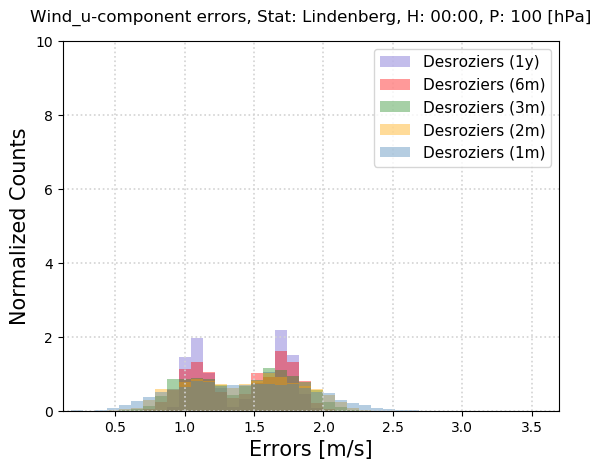 Wind_u-component errors, Stat: Lindenberg, H: 00:00, P: 100 [hPa]
Normalized Counts
10
8
6
4
2
0
Desroziers (1y)
Desroziers (6m)
Desroziers (3m)
Desroziers (2m)
Desroziers (1m)
0.5 1.0 1.5 2.0 2.5 3.0 3.5
Errors [m/s]